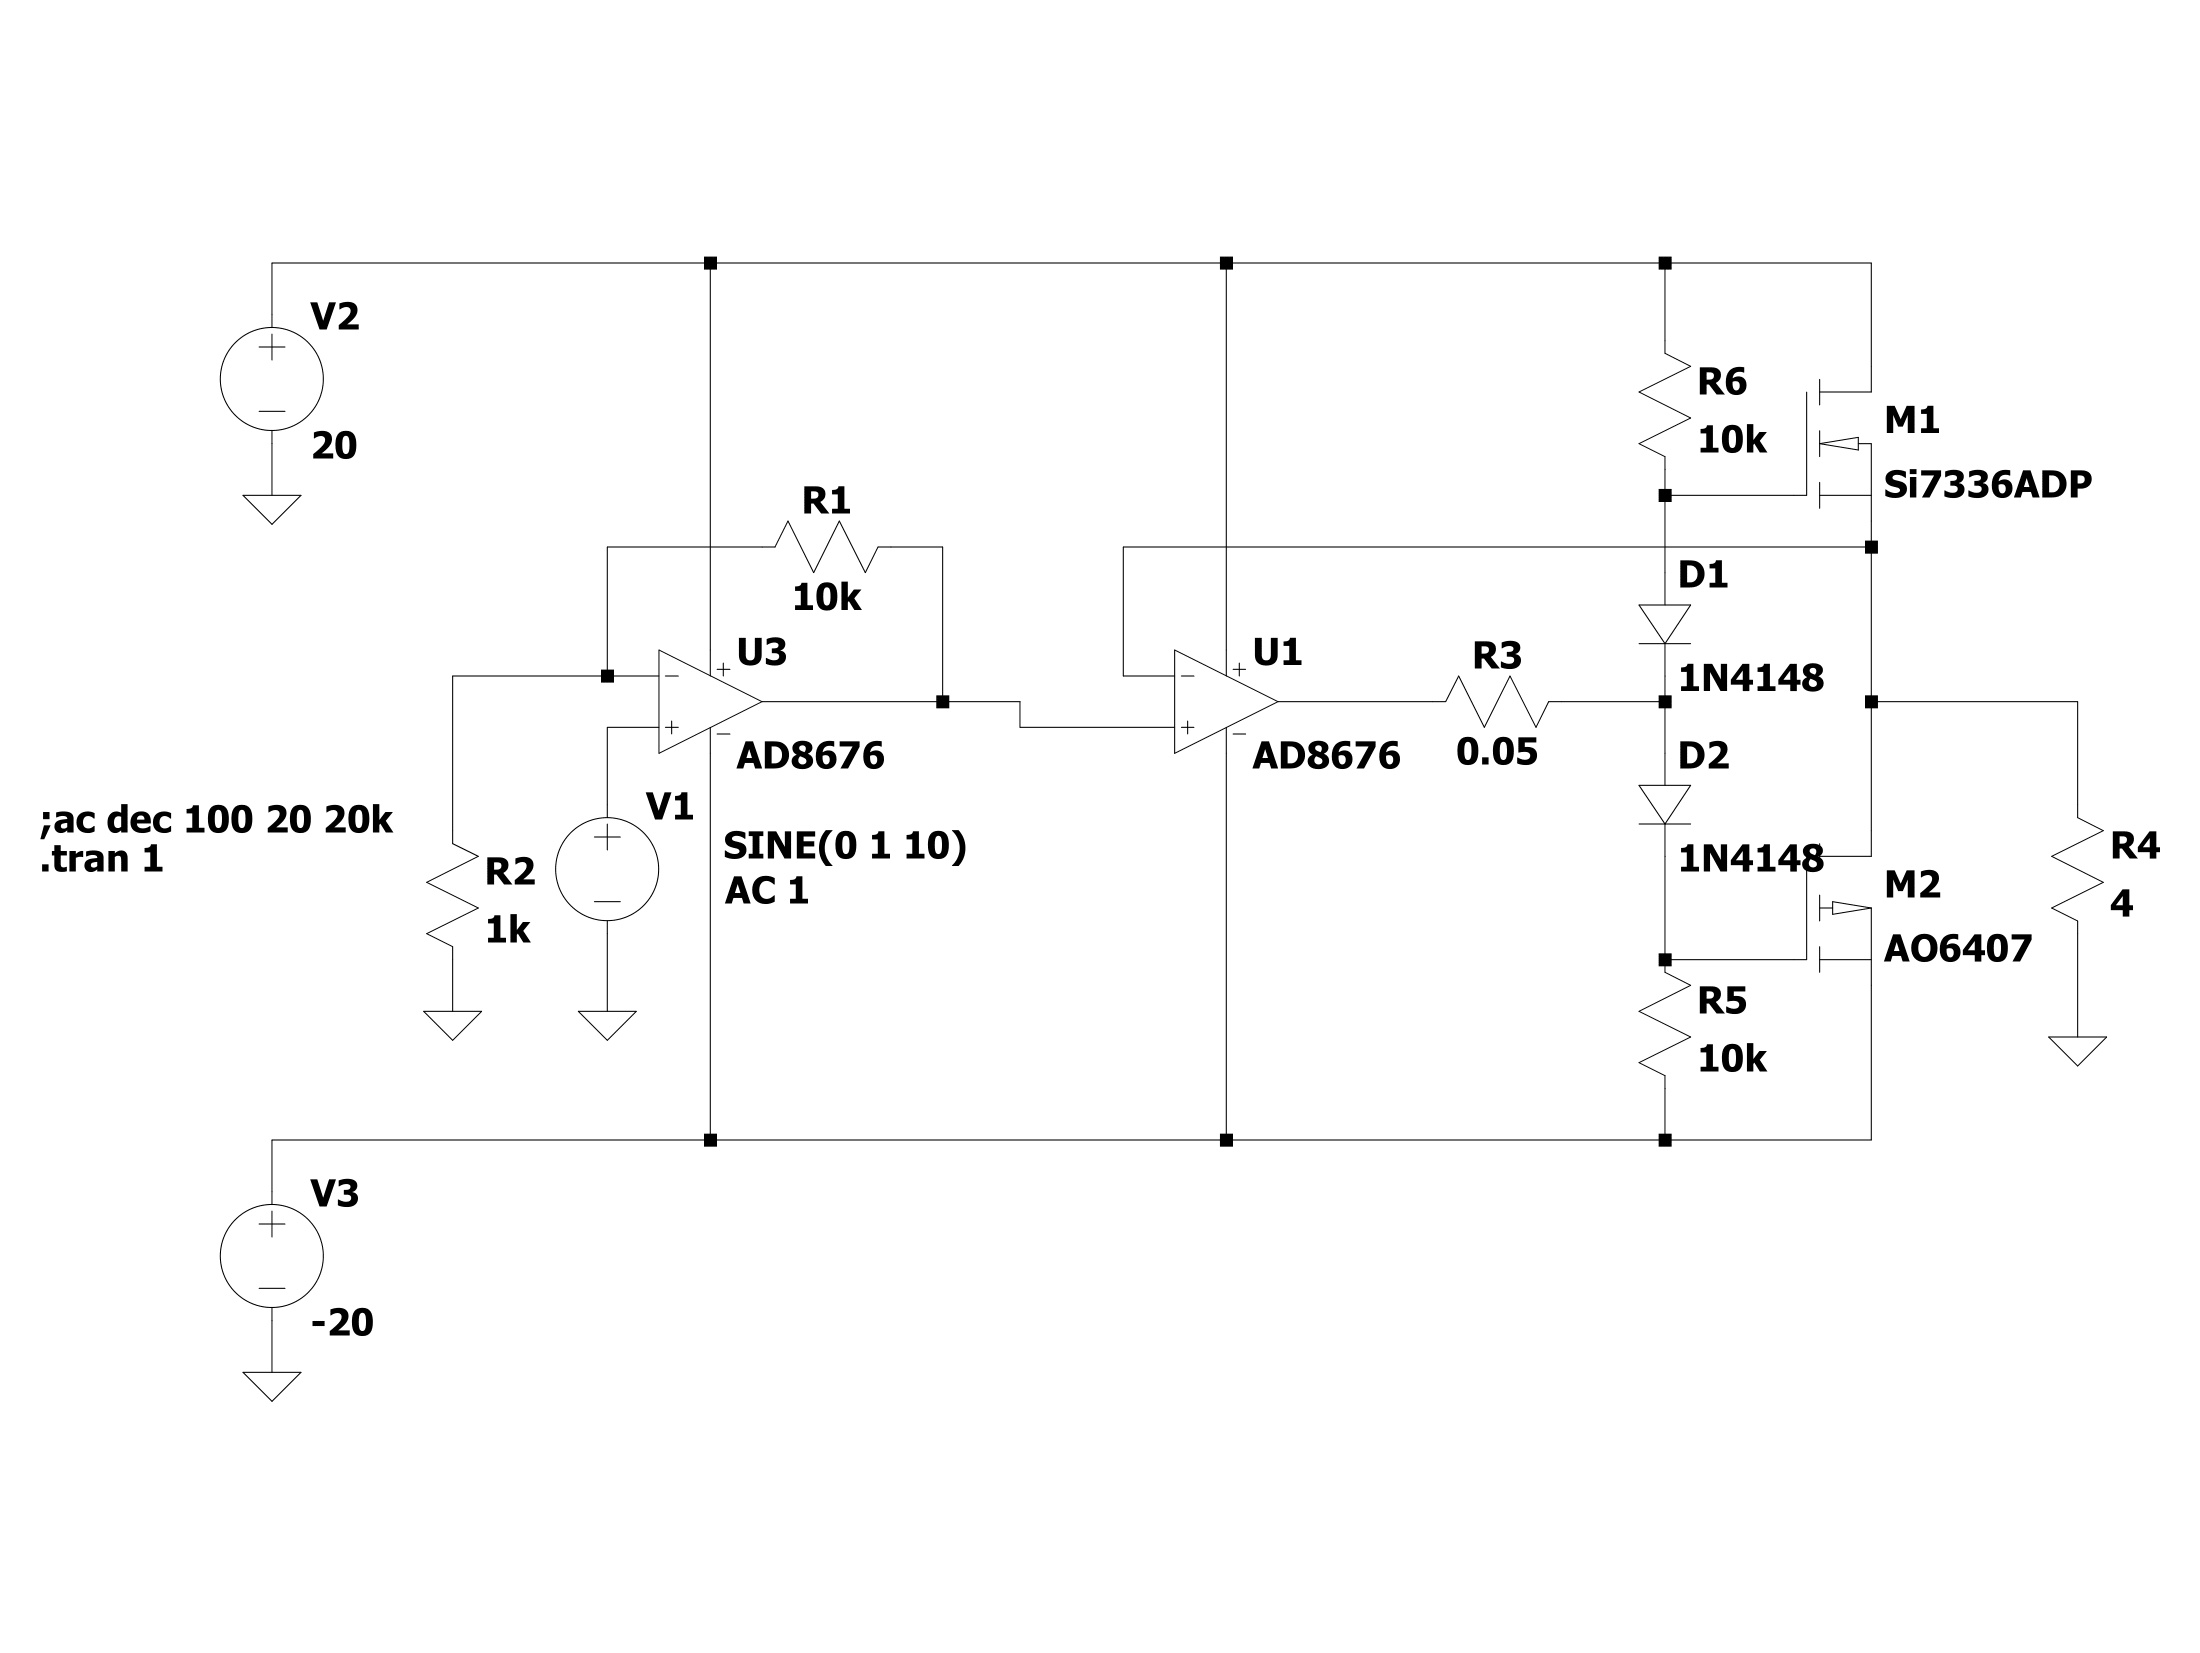 V2
20
R6
10k
M1
Si7336ADP
R1
10k
D1
U3
U1
R3
1N4148
AD8676
AD8676
0.05
D2
V1
;ac dec 100 20 20k
.tran 1
SINE(0 1 10)
AC 1
R2
1k
1N4148
M2
AO6407
R4
4
R5
10k
V3
-20